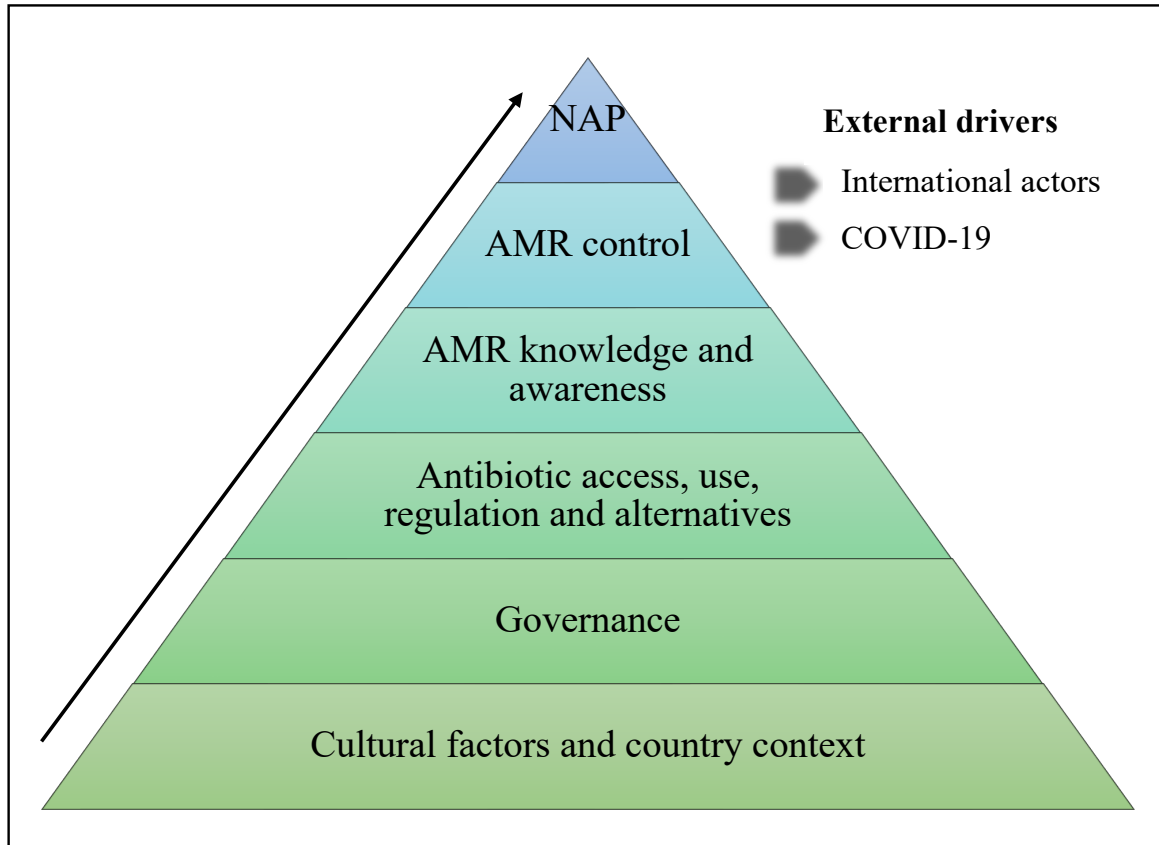 NAP
External drivers
International actors
COVID-19
AMR control
AMR knowledge and
awareness
Antibiotic access, use,
regulation and alternatives
Governance
Cultural factors and country context